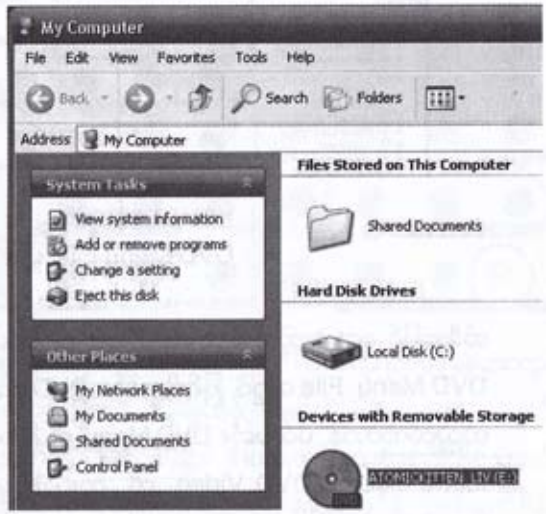 My Computer
File Edit View Favorites Tools Help
Back Search Folders
Address My Computer
System Tasks
View system information
Add or remove programs
Change a setting
Eject this disk
Other Places
My Network Places
My Documents
Shared Documents
Control Panel
Files Stored on This Computer
Shared Documents
Hard Disk Drives
Local Disk (C:)
Devices with Removable Storage
DVD
ATOMICKITTEN_LIV (E:)